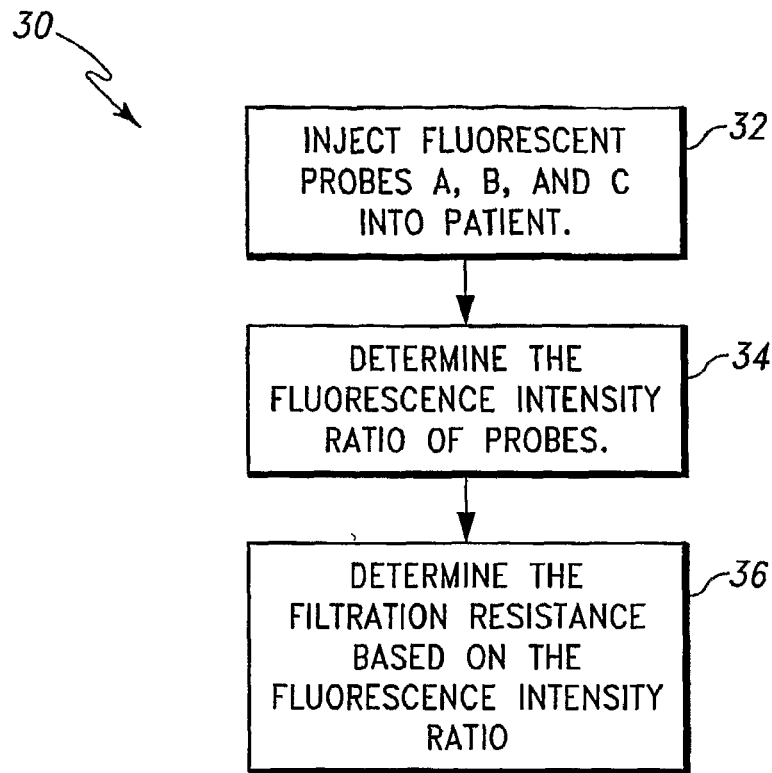 30
INJECT FLUORESCENT
PROBES A, B, AND C
INTO PATIENT.
32
DETERMINE THE
FLUORESCENCE INTENSITY
RATIO OF PROBES.
34
DETERMINE THE
FILTRATION RESISTANCE
BASED ON THE
FLUORESCENCE INTENSITY
RATIO
36